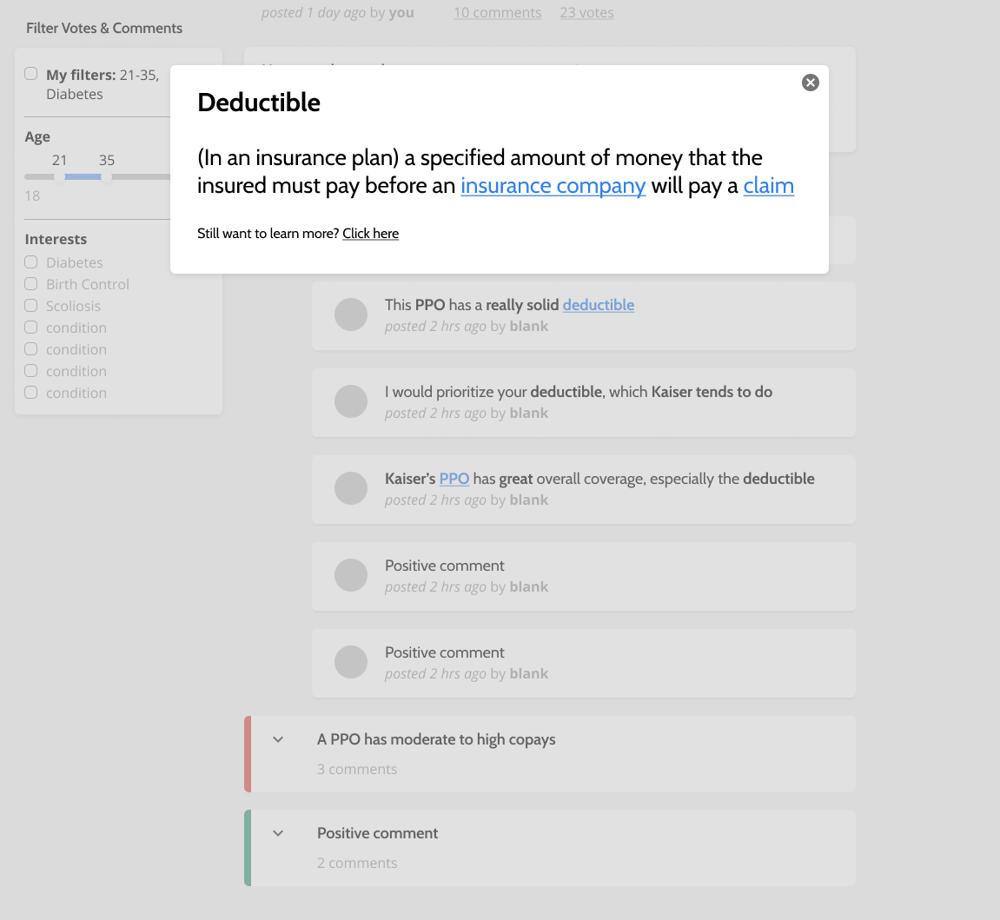 posted 1 day ago by you 10 comments 23 votes
Filter Votes & Comments
My filters: 21-35,
Diabetes
Age
21 35
18
Interests
Diabetes
Birth Control
Scoliosis
condition
condition
condition
condition
Deductible
(In an insurance plan) a specified amount of money that the
insured must pay before an insurance company will pay a claim
Still want to learn more? Click here
This PPO has a really solid deductible
posted 2 hrs ago by blank
I would prioritize your deductible, which Kaiser tends to do
posted 2 hrs ago by blank
Kaiser's PPO has great overall coverage, especially the deductible
posted 2 hrs ago by blank
Positive comment
posted 2 hrs ago by blank
Positive comment
posted 2 hrs ago by blank
A PPO has moderate to high copays
3 comments
Positive comment
2 comments